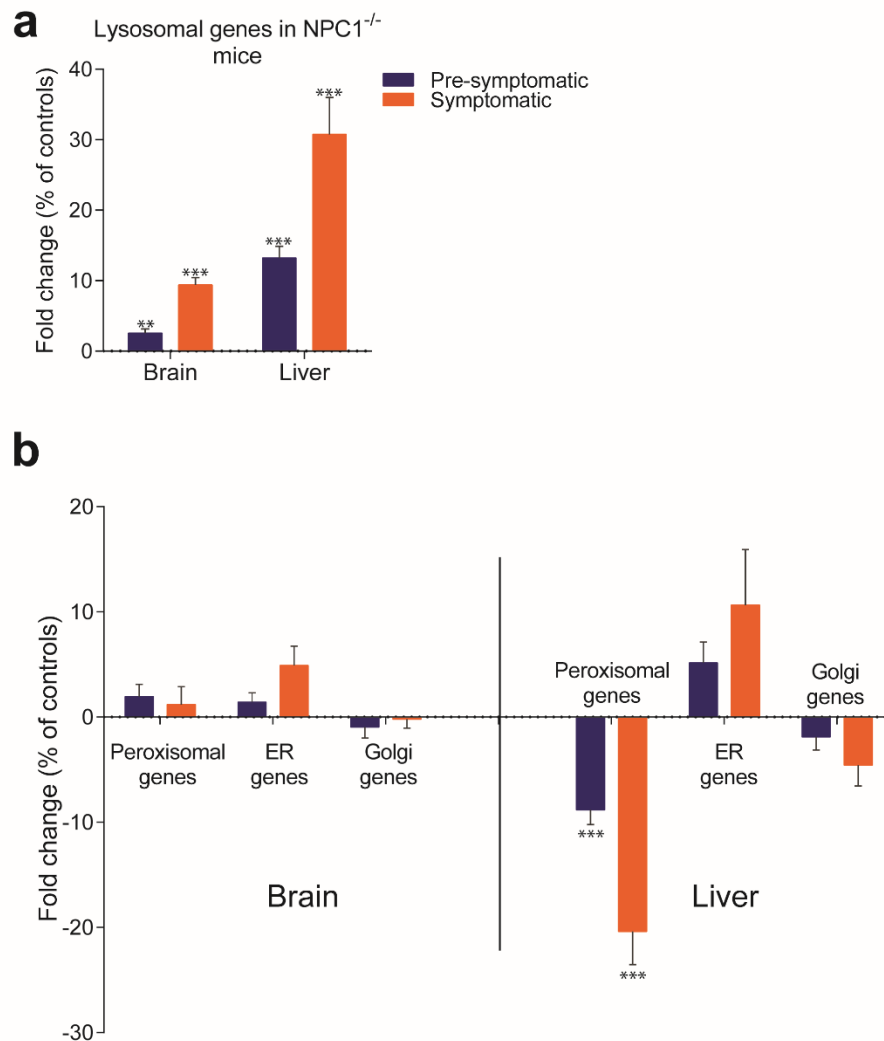 a
Lysosomal genes in NPC1-/-
mice
Pre-symptomatic
Symptomatic
Fold change (% of controls)
40
30
20
10
0
**
***
***
***
Brain
Liver
b
Fold change (% of controls)
20
10
0
-10
-20
-30
Peroxisomal
genes
ER
genes
Golgi
genes
Brain
Peroxisomal
genes
ER
genes
Golgi
genes
***
***
Liver